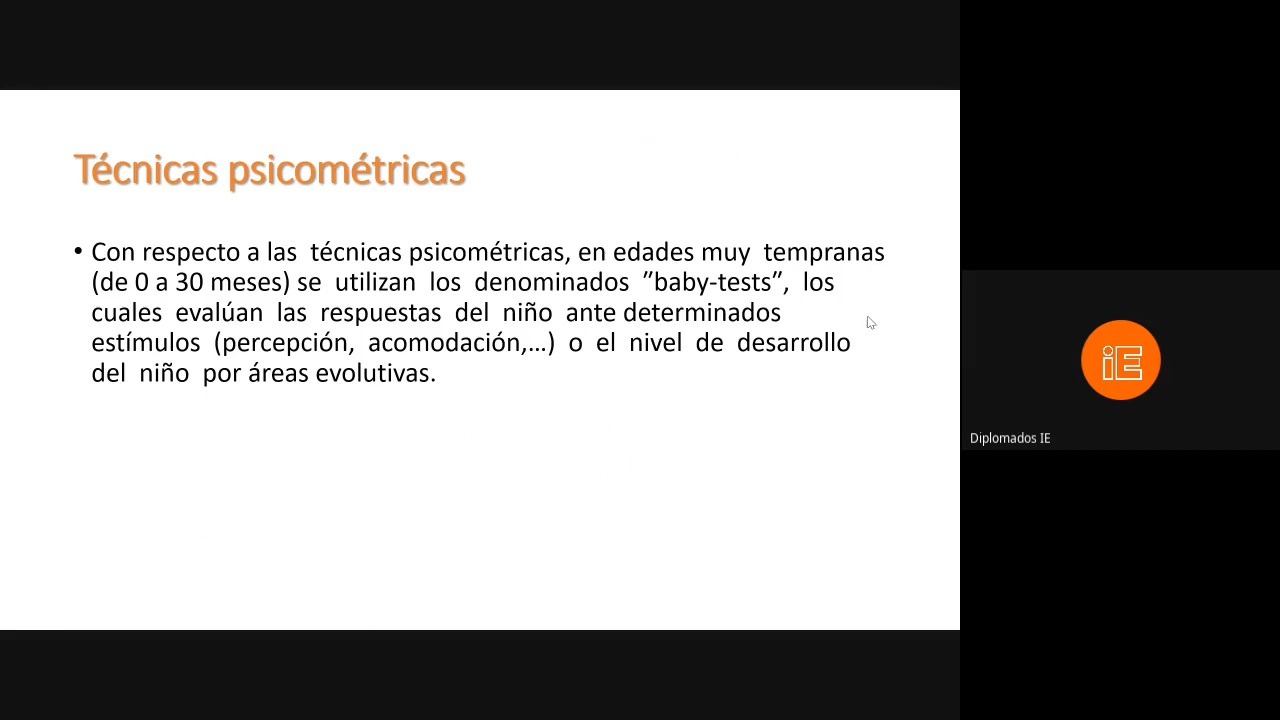 Técnicas psicométricas
• Con respecto a las técnicas psicométricas, en edades muy tempranas
(de 0 a 30 meses) se utilizan los denominados ”baby-tests”, los
cuales evalúan las respuestas del niño ante determinados
estímulos (percepción, acomodación,...) o el nivel de desarrollo
del niño por áreas evolutivas.
iE
Diplomados IE